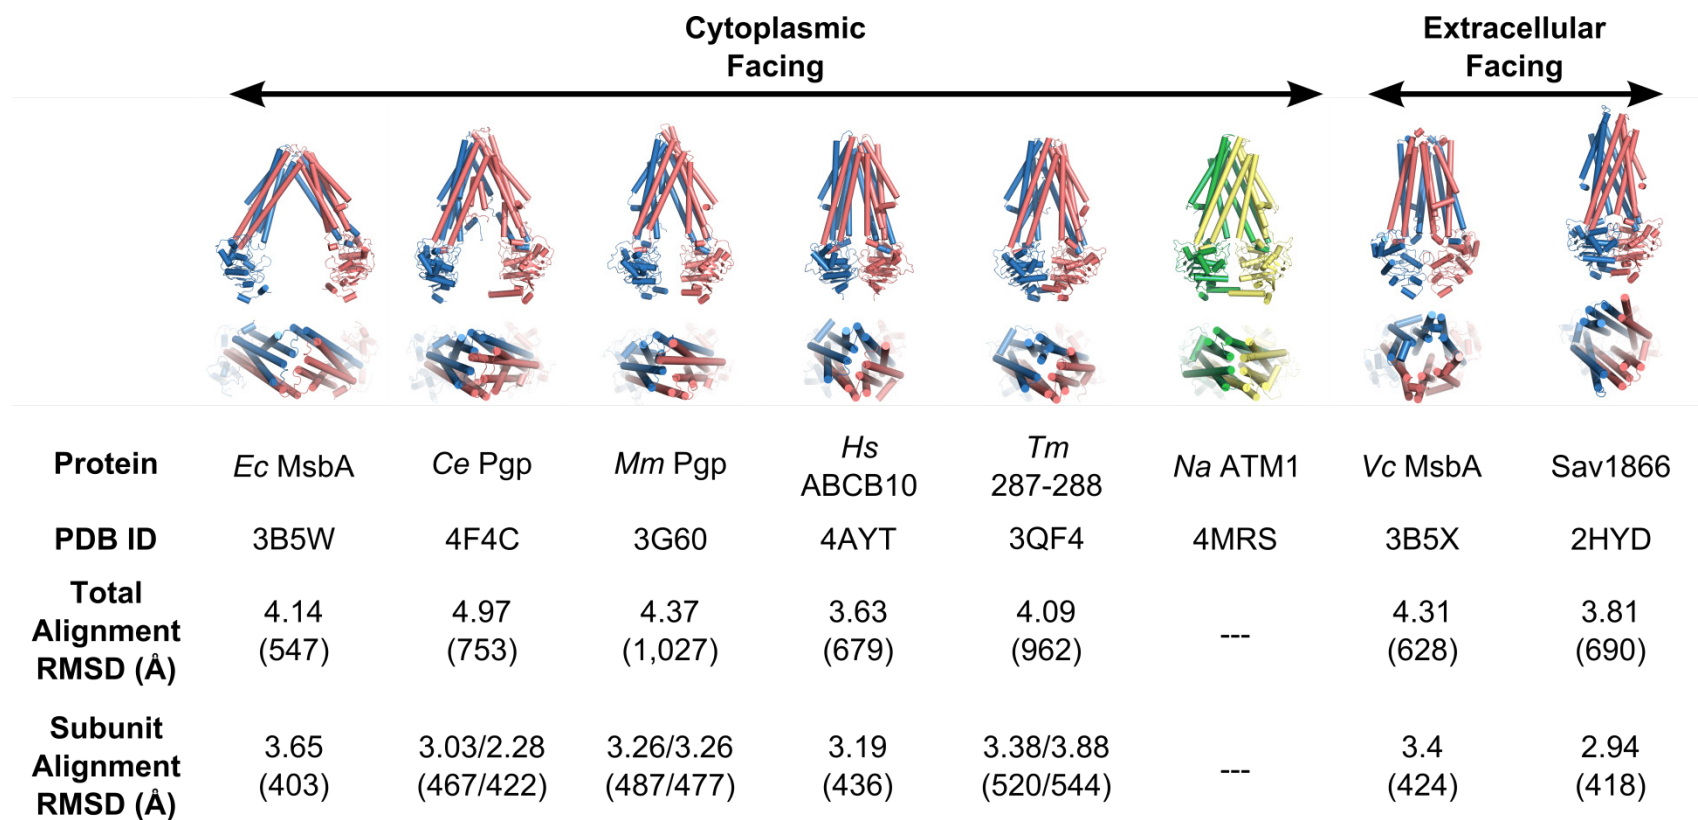 Cytoplasmic
Facing
Extracellular
Facing
Protein
Ec MsbA
Ce Pgp
Mm Pgp
Hs
ABCB10
Tm
287-288
Na ATM1
Vc MsbA
Sav1866
PDB ID 3B5W 4F4C 3G60 4AYT 3QF4 4MRS 3B5X 2HYD
Total
Alignment
RMSD (Å)
4.14
(547)
4.97
(753)
4.37
(1,027)
3.63
(679)
4.09
(962)
---
4.31
(628)
3.81
(690)
Subunit
Alignment
RMSD (Å)
3.65
(403)
3.03/2.28
(467/422)
3.26/3.26
(487/477)
3.19
(436)
3.38/3.88
(520/544)
---
3.4
(424)
2.94
(418)